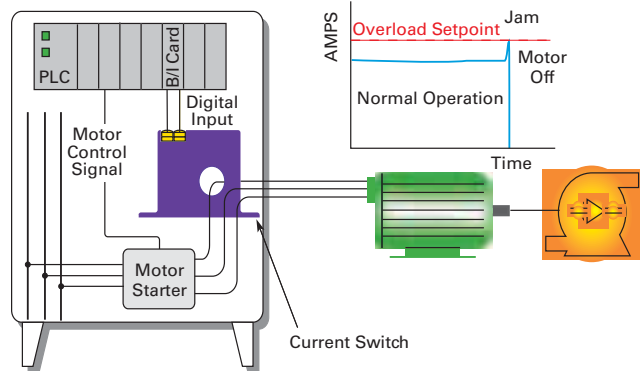 PLC
B/I Card
Digital
Input
Motor
Control
Signal
Motor
Starter
Current Switch
AMPS
Overload Setpoint
Jam
Motor
Off
Normal Operation
Time